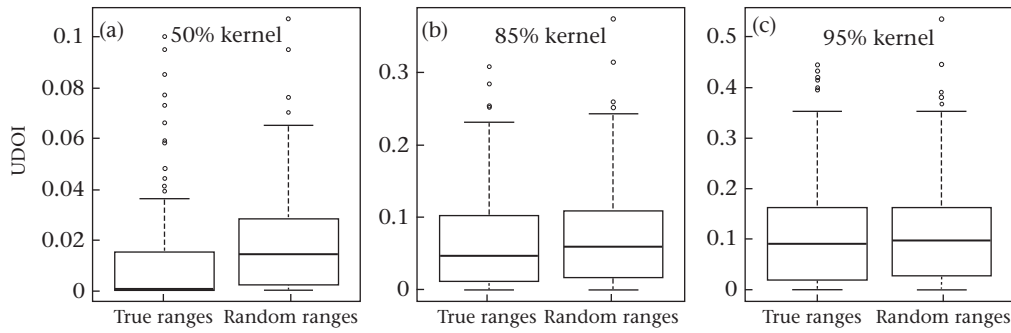 (a) 50% kernel
UDOI
0.1
0.08
0.06
0.04
0.02
0
True ranges Random ranges
(b) 85% kernel
0.3
0.2
0.1
0
True ranges Random ranges
(c) 95% kernel
0.5
0.4
0.3
0.2
0.1
0
True ranges Random ranges